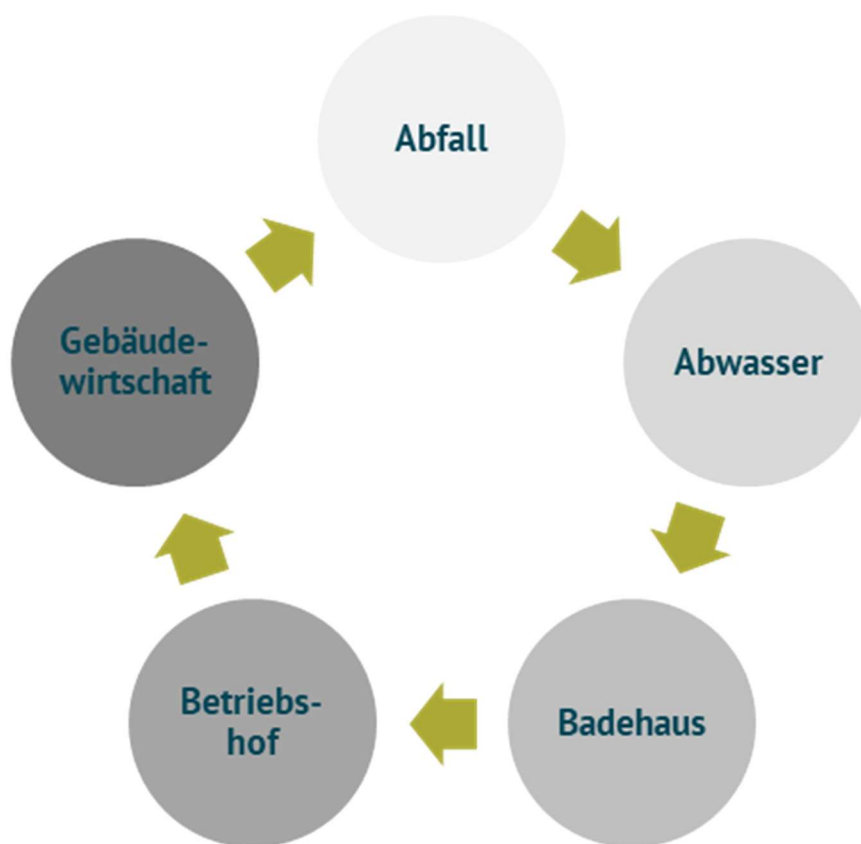 Abfall
Abwasser
Badehaus
Betriebs-
hof
Gebäude-
wirtschaft